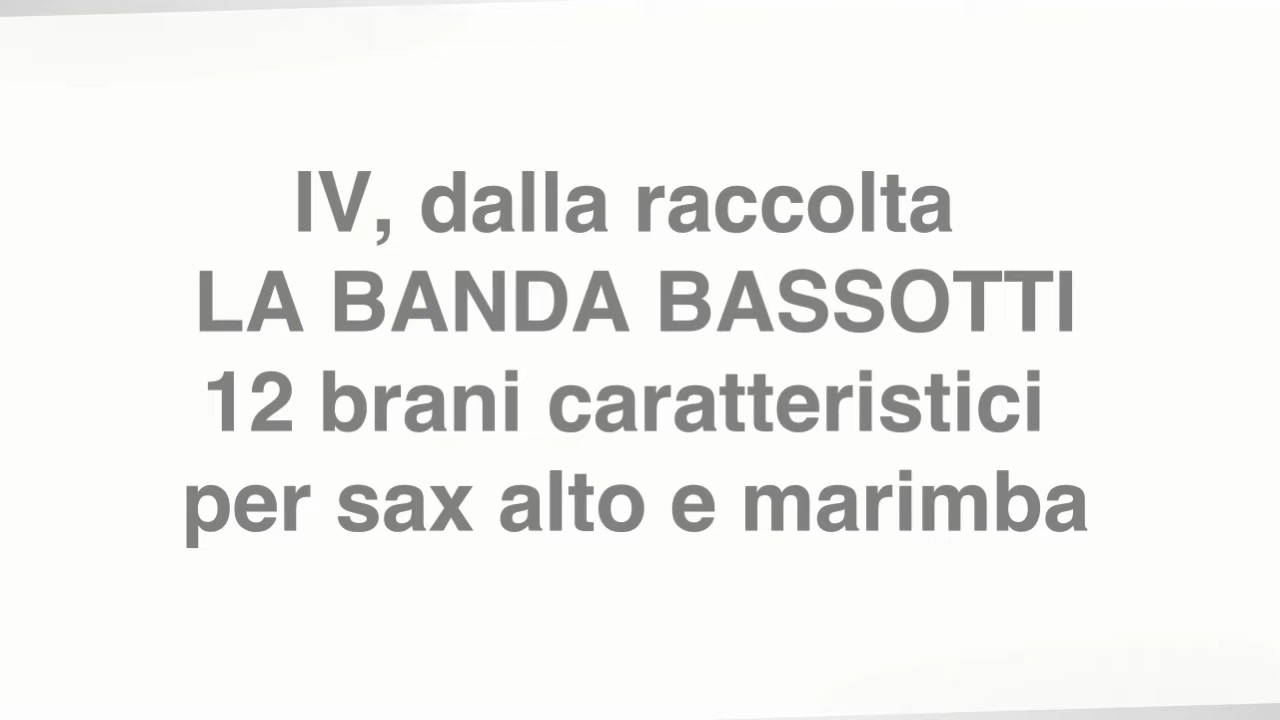 IV, dalla raccolta
LA BANDA BASSOTTI
12 brani caratteristici
per sax alto e marimba